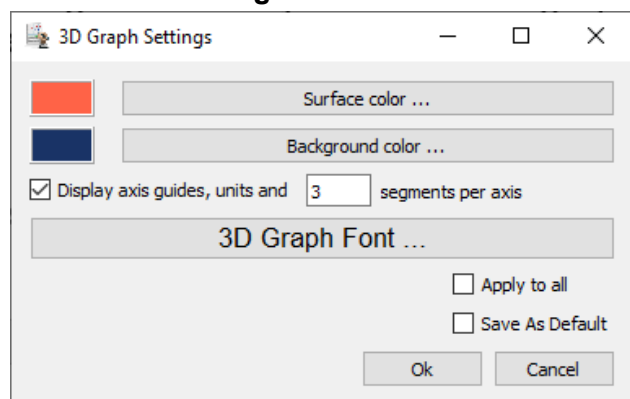 3D Graph Settings
Surface color ...
Background color ...
Display axis guides, units and 3 segments per axis
3D Graph Font ...
Apply to all
Save As Default
Ok Cancel